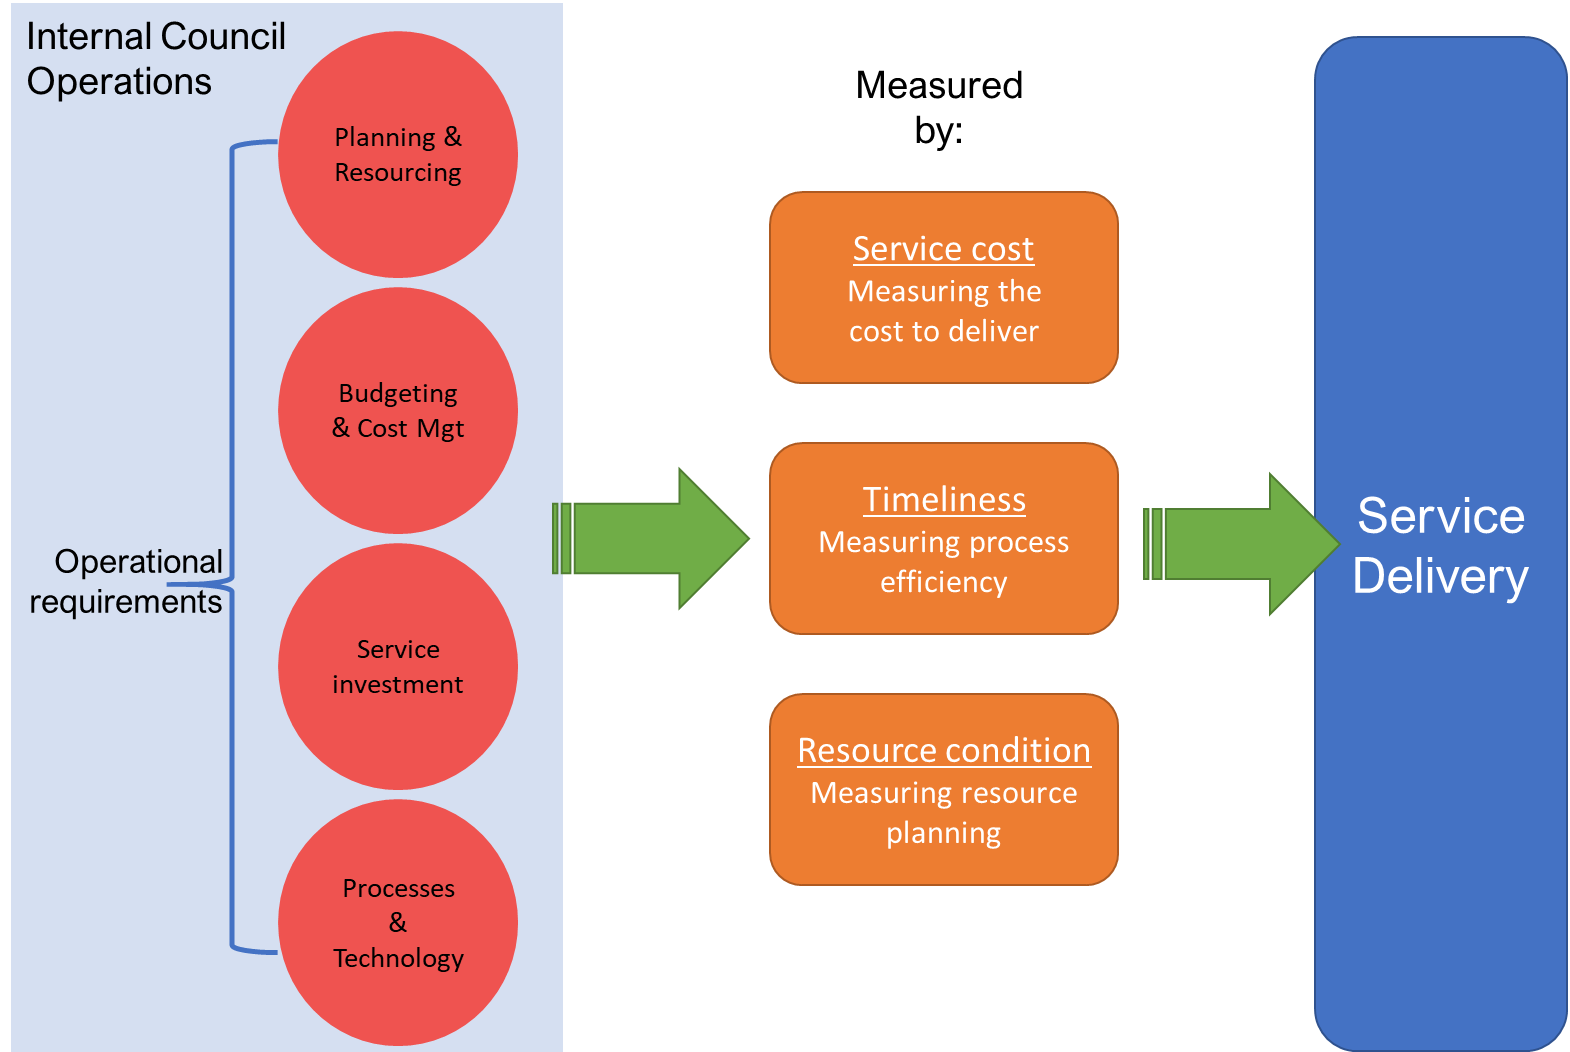 Internal Council
Operations
Planning &
Resourcing
Budgeting
& Cost Mgt
Operational
requirements
Service
investment
Processes
&
Technology
Measured
by:
Service cost
Measuring the
cost to deliver
Timeliness
Measuring process
efficiency
Resource condition
Measuring resource
planning
Service
Delivery